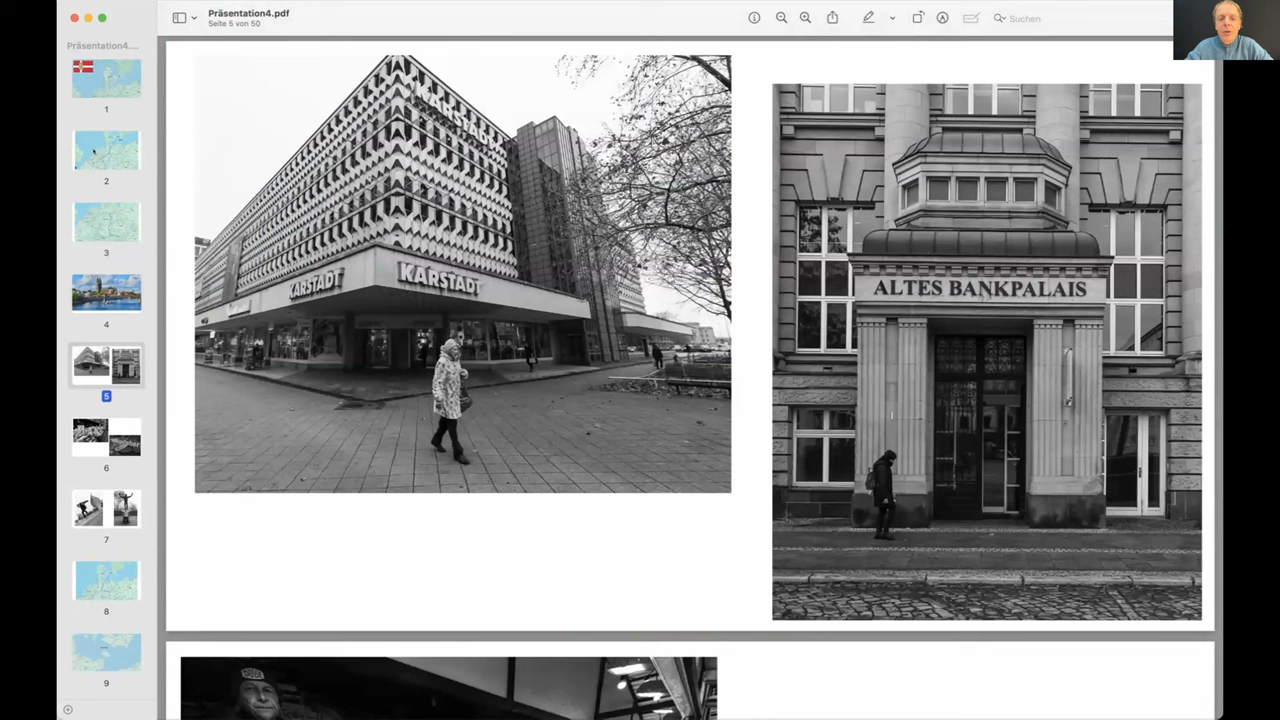 Präsentation4.pdf
Seite 5 von 50
Suchen
Präsentation4....
1
2
3
4
5
6
7
8
9
KARSTADT
KARSTADT
KARSTADT
ALTES BANKPALAIS